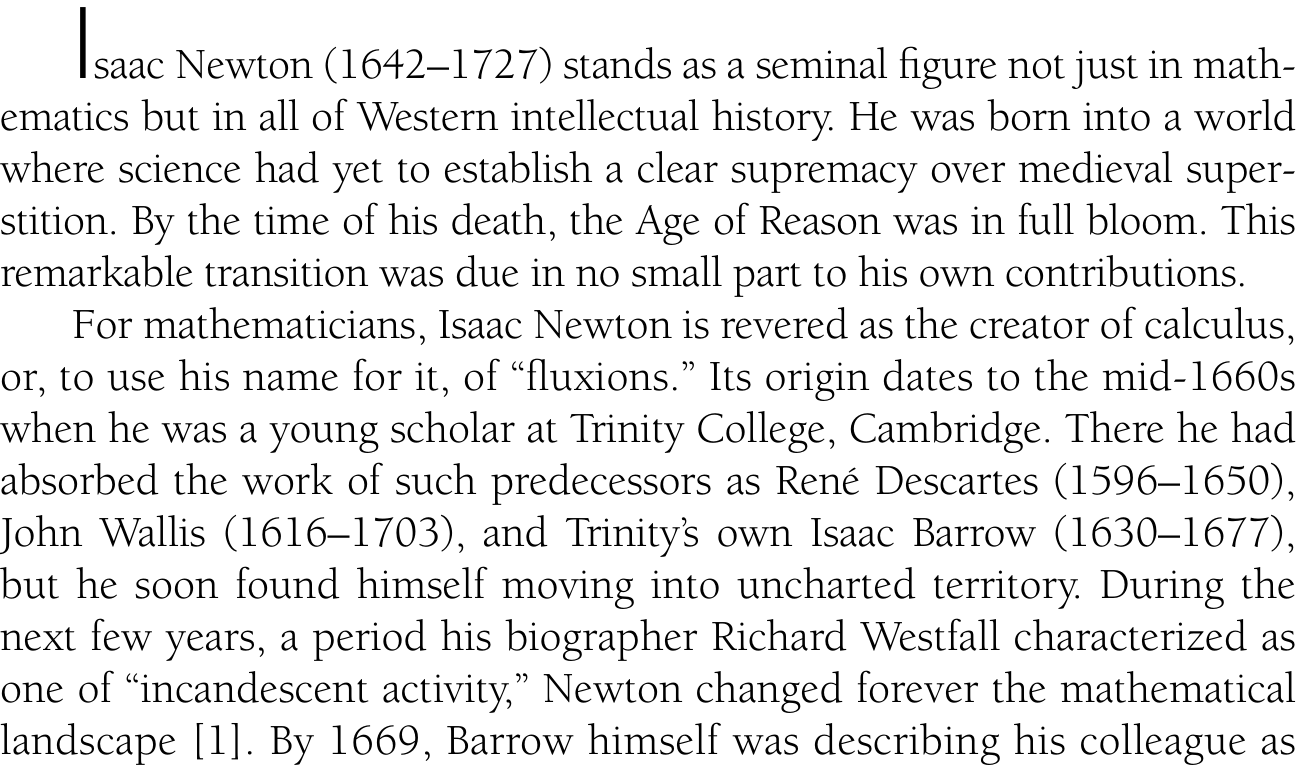 Isaac Newton (1642–1727) stands as a seminal figure not just in math-
ematics but in all of Western intellectual history. He was born into a world
where science had yet to establish a clear supremacy over medieval super-
stition. By the time of his death, the Age of Reason was in full bloom. This
remarkable transition was due in no small part to his own contributions.
For mathematicians, Isaac Newton is revered as the creator of calculus,
or, to use his name for it, of “fluxions.” Its origin dates to the mid-1660s
when he was a young scholar at Trinity College, Cambridge. There he had
absorbed the work of such predecessors as René Descartes (1596–1650),
John Wallis (1616–1703), and Trinity’s own Isaac Barrow (1630–1677),
but he soon found himself moving into uncharted territory. During the
next few years, a period his biographer Richard Westfall characterized as
one of “incandescent activity,” Newton changed forever the mathematical
landscape [1]. By 1669, Barrow himself was describing his colleague as